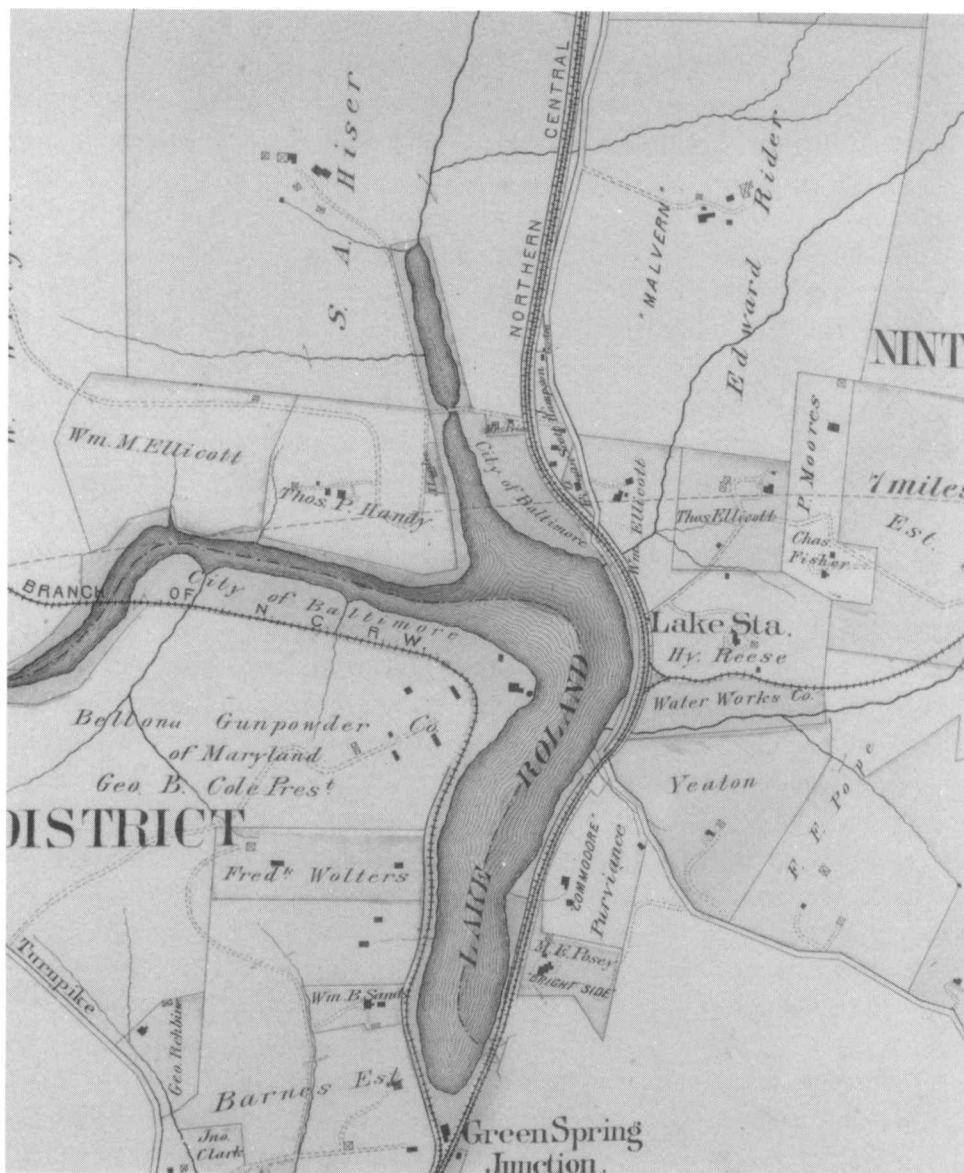 S. A. Hiser
NORTHERN CENTRAL
"MALVERN"
Edward Rider
NINT
Wm. M. Ellicott
Thos. P. Handy
City of Baltimore
Wm. Ellicott
Thos. Ellicott
P. Moores
Chas.
Fisher
7 miles
Est.
BRANCH OF N. C. R. W.
City of Baltimore
Lake Sta.
Hy. Reese
Water Works Co.
Bellona Gunpowder Co
of Maryland
Geo. B. Cole Prest.
LAKE ROLAND
Yeaton
F. F. Pope
DISTRICT
Fredk. Wolters
"COMMODORE"
Purviance
M. E. Posey
"BRIGHT SIDE"
Turnpike
Wm. B. Sands
Geo. Rehbin
Barnes Est.
Jno.
Clark
Green Spring
Junction.